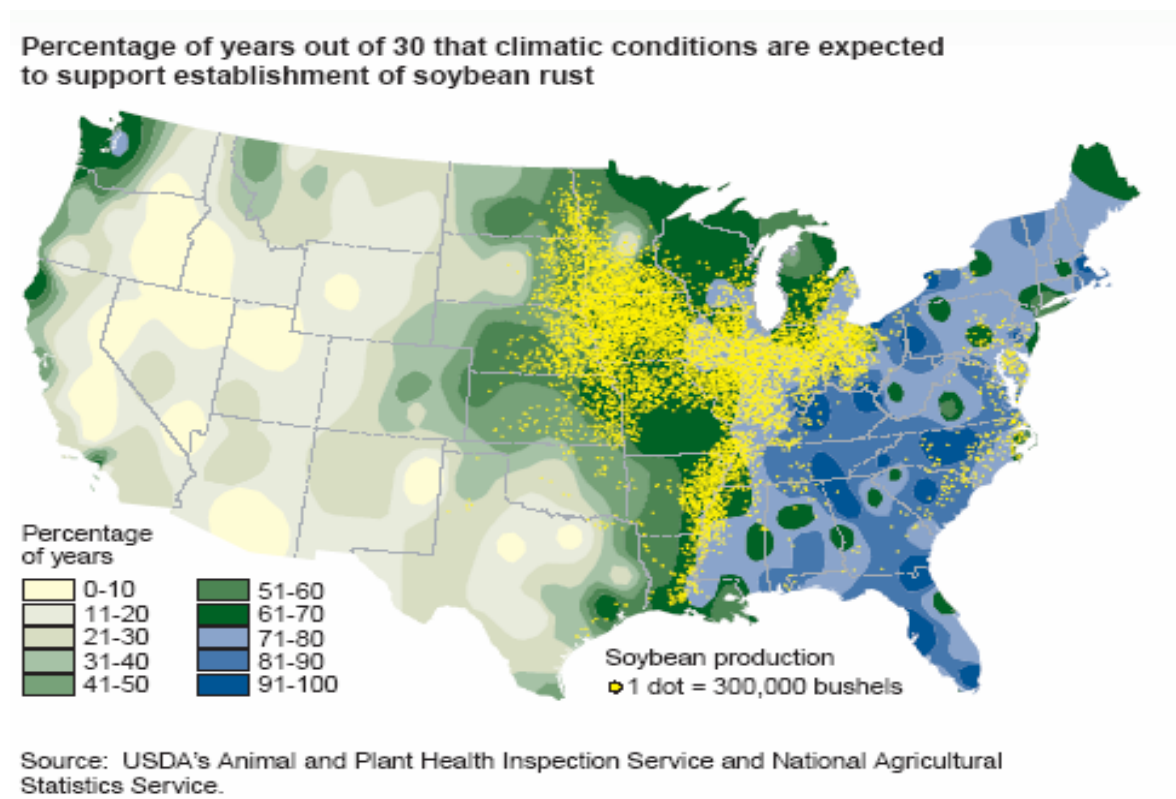 Percentage of years out of 30 that climatic conditions are expected
to support establishment of soybean rust
Percentage
of years
0-10
11-20
21-30
31-40
41-50
51-60
61-70
71-80
81-90
91-100
Soybean production
1 dot = 300,000 bushels
Source: USDA's Animal and Plant Health Inspection Service and National Agricultural
Statistics Service.